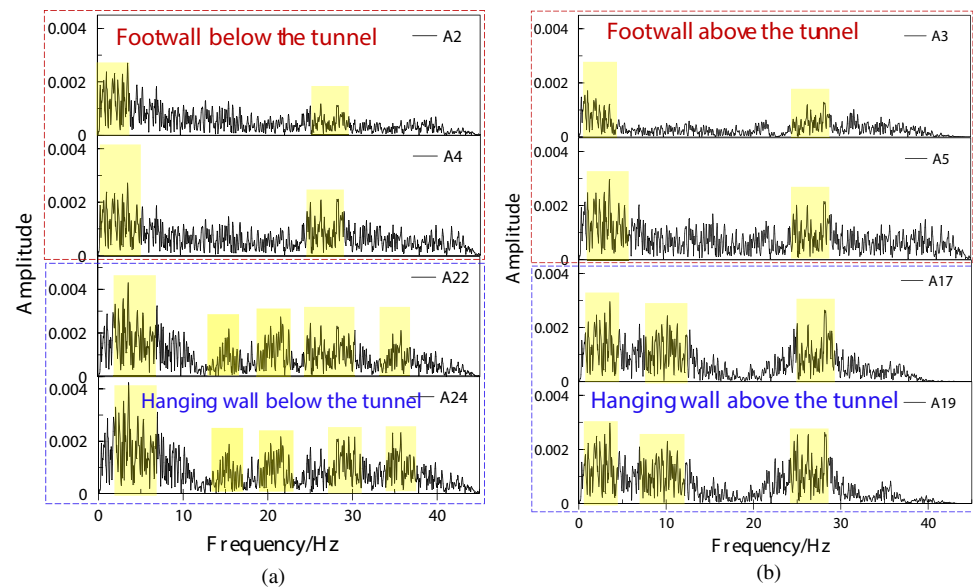 0.004
Footwall below the tunnel
A2
0.002
0
0.004
A4
0.002
0
0.004
A22
0.002
0
0.004
Hanging wall below the tunnel
A24
0.002
0
0 10 20 30 40
Frequency/Hz
Amplitude
(a)
0.004
Footwall above the tunnel
A3
0.002
0
0.004
A5
0.002
0
0.004
A17
0.002
0
0.004
Hanging wall above the tunnel
A19
0.002
0
0 10 20 30 40
Frequency/Hz
Amplitude
(b)